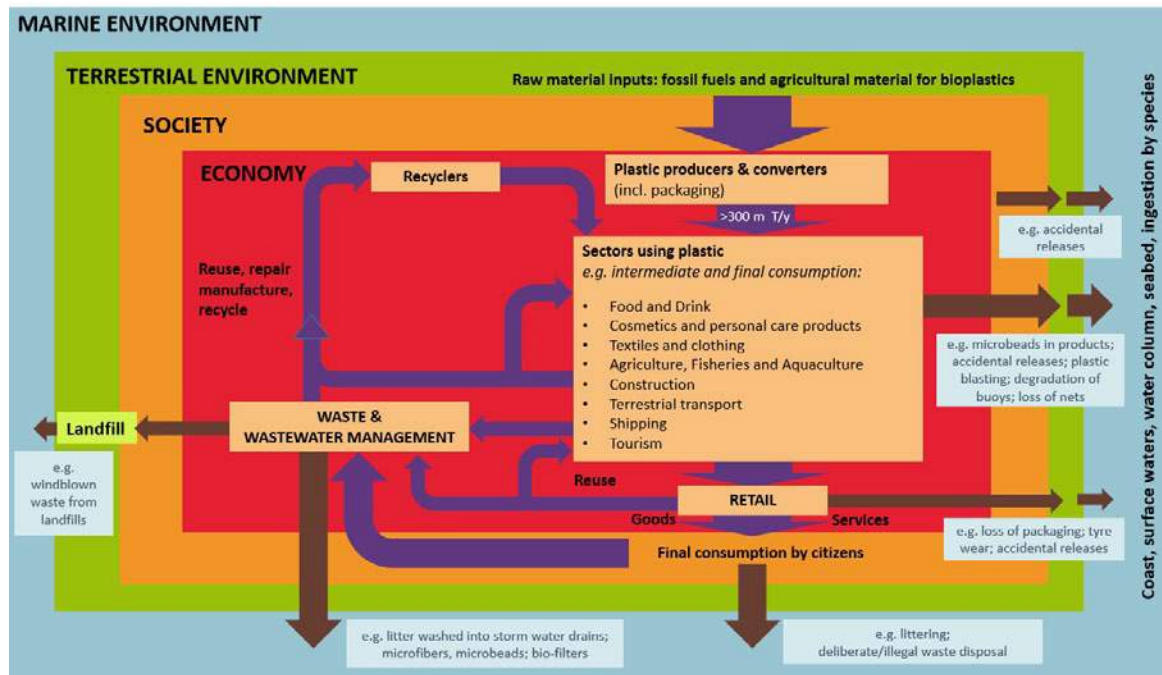 MARINE ENVIRONMENT
TERRESTRIAL ENVIRONMENT
Raw material inputs: fossil fuels and agricultural material for bioplastics
SOCIETY
ECONOMY
Recyclers
Plastic producers & converters
(incl. packaging)
>300 m T/y
e.g. accidental
releases
Sectors using plastic
e.g. intermediate and final consumption:
• Food and Drink
• Cosmetics and personal care products
• Textiles and clothing
• Agriculture, Fisheries and Aquaculture
• Construction
• Terrestrial transport
• Shipping
• Tourism
Reuse, repair
manufacture,
recycle
e.g. microbeads in products;
accidental releases; plastic
blasting; degradation of
buoys; loss of nets
Landfill
WASTE &
WASTEWATER MANAGEMENT
e.g.
windblown
waste from
landfills
Reuse
RETAIL
Goods
Services
e.g. loss of packaging; tyre
wear; accidental releases
Final consumption by citizens
e.g. litter washed into storm water drains;
microfibers, microbeads; bio-filters
e.g. littering;
deliberate/illegal waste disposal
Coast, surface waters, water column, seabed, ingestion by species